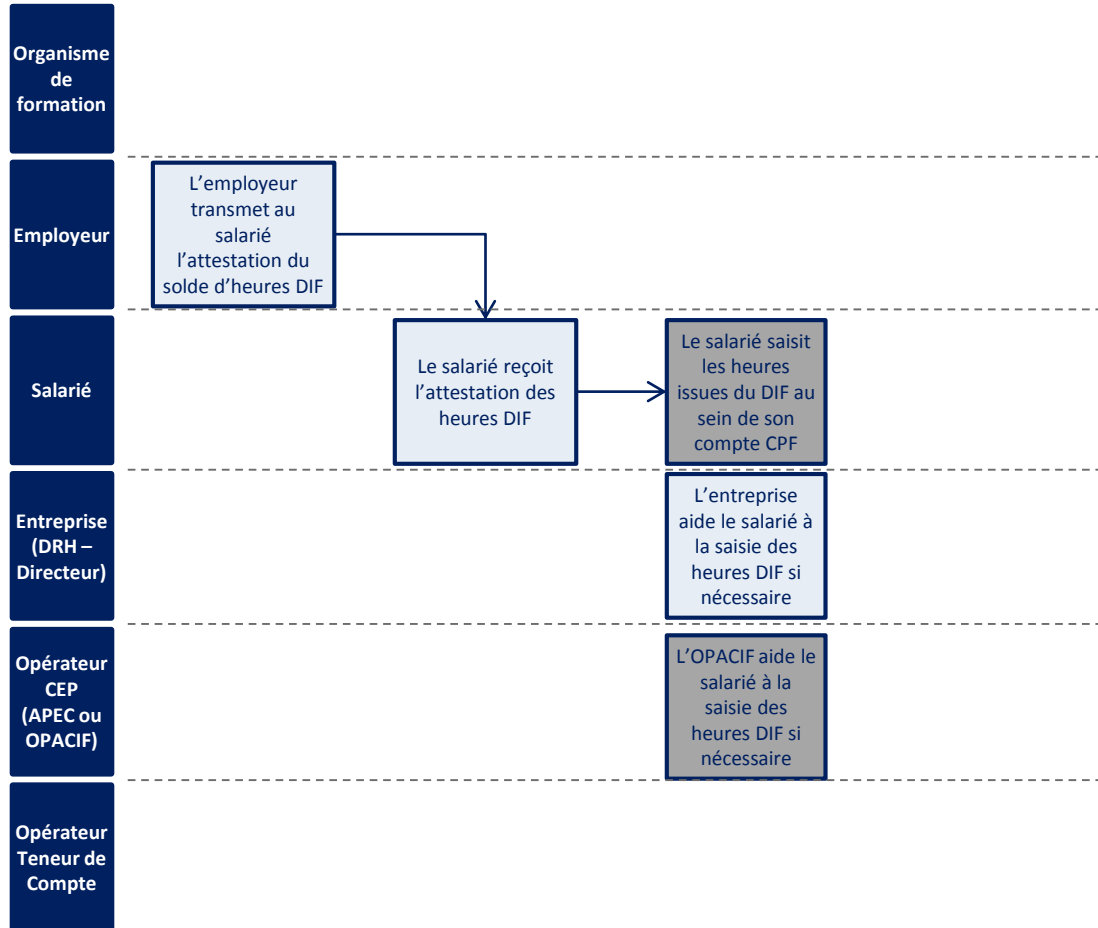 Organisme
de
formation
Employeur
L’employeur
transmet au
salarié
l’attestation du
solde d’heures DIF
Salarié
Le salarié reçoit
l’attestation des
heures DIF
Le salarié saisit
les heures
issues du DIF au
sein de son
compte CPF
Entreprise
(DRH –
Directeur)
L’entreprise
aide le salarié à
la saisie des
heures DIF si
nécessaire
Opérateur
CEP
(APEC ou
OPACIF)
L’OPACIF aide le
salarié à la
saisie des
heures DIF si
nécessaire
Opérateur
Teneur de
Compte